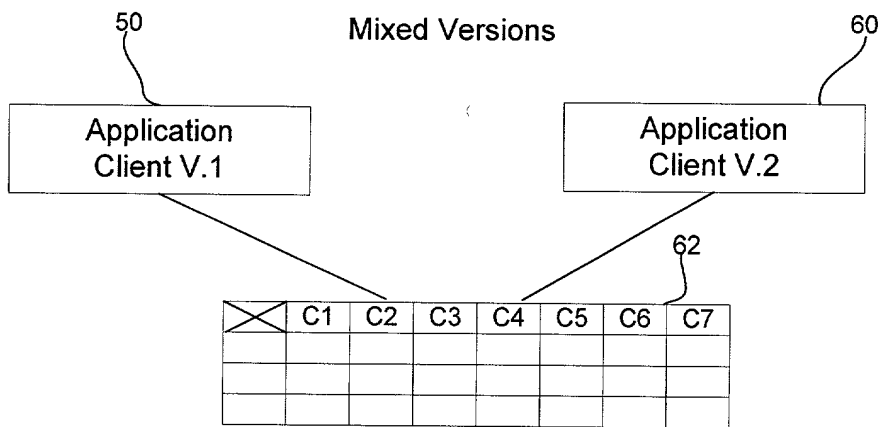 50
Mixed Versions
60
Application
Client V.1
Application
Client V.2
62
C1 C2 C3 C4 C5 C6 C7